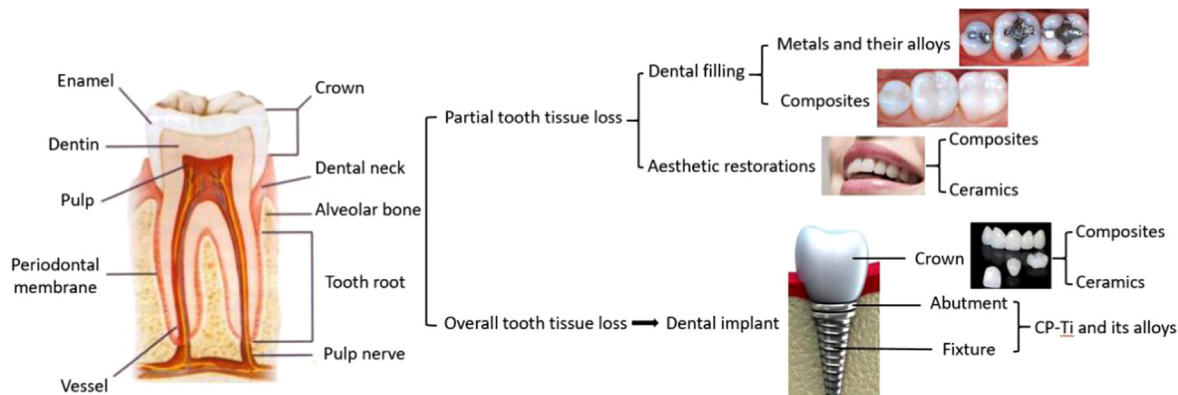 Enamel
Crown
Dentin
Dental neck
Pulp
Alveolar bone
Periodontal
membrane
Tooth root
Pulp nerve
Vessel
Partial tooth tissue loss
Dental filling
Metals and their alloys
Composites
Aesthetic restorations
Composites
Ceramics
Overall tooth tissue loss
Dental implant
Crown
Composites
Ceramics
Abutment
Fixture
CP-Ti and its alloys